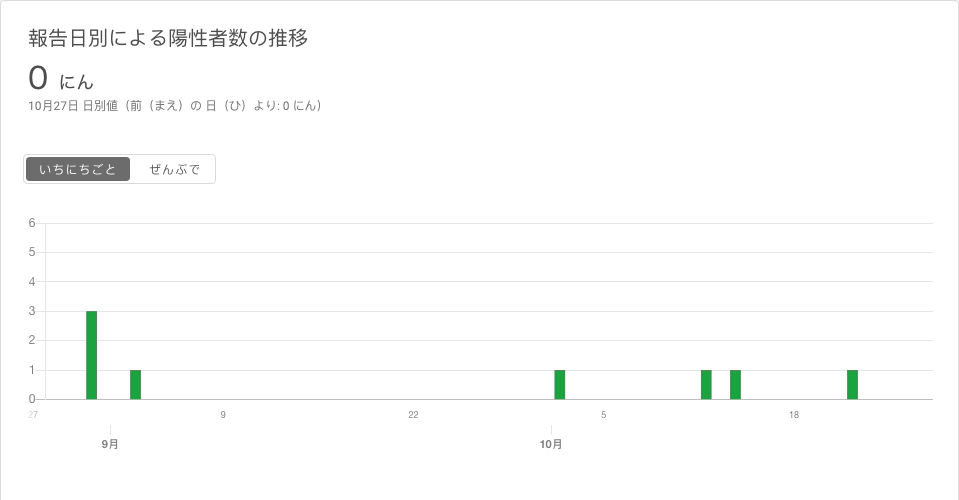 報告日別による陽性者数の推移
0 にん
10月27日 日別値（前（まえ）の 日（ひ）より: 0 にん）
いちにちごと ぜんぶで
6
5
4
3
2
1
0
27 9 22 5 18
9月 10月